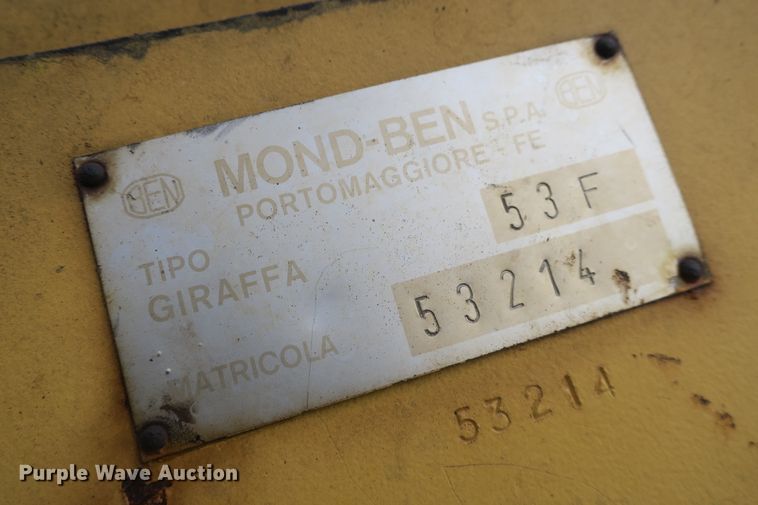 BEN
MOND-BEN S.P.A.
BEN
PORTOMAGGIORE - FE
TIPO
GIRAFFA
53F
MATRICOLA
53214
53214
Purple Wave Auction